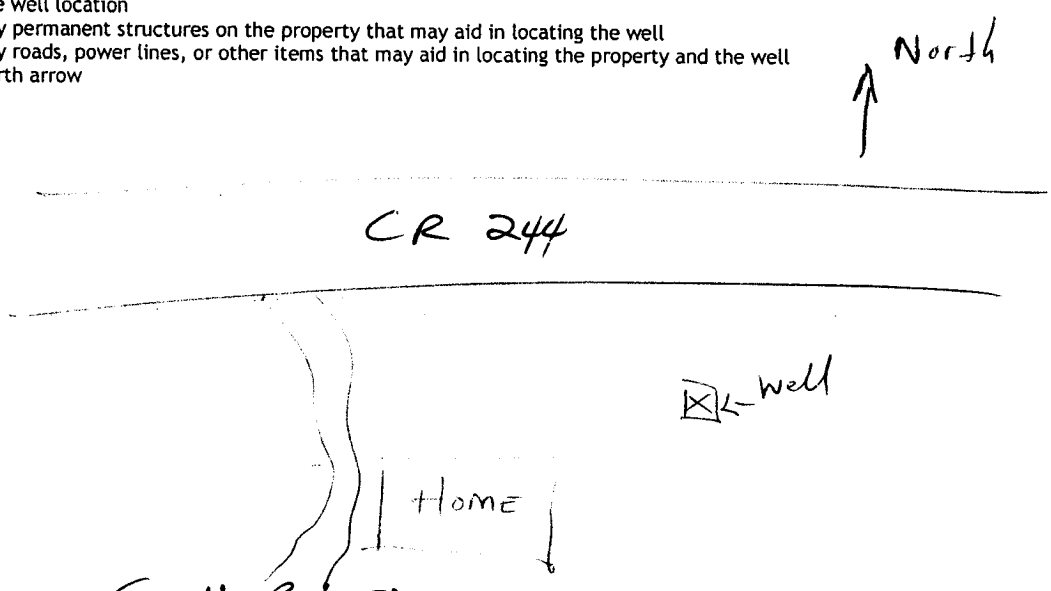 well location
permanent structures on the property that may aid in locating the well
roads, power lines, or other items that may aid in locating the property and the well
rth arrow
North
CR 244
Well
Home